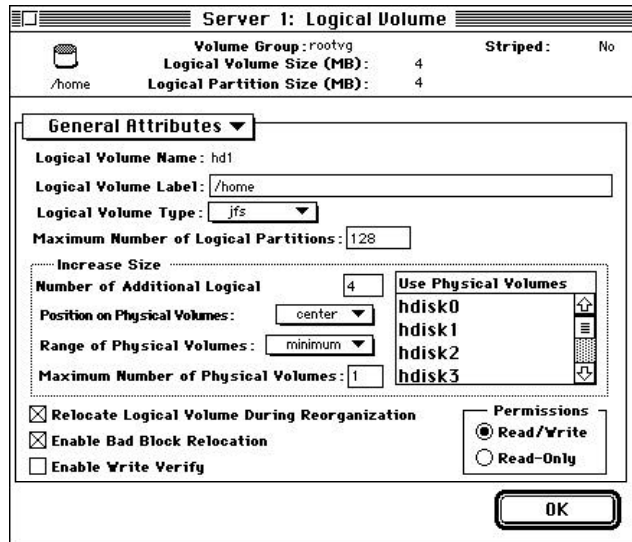 Server 1: Logical Volume
Volume Group: rootvg Striped: No
Logical Volume Size (MB): 4
/home Logical Partition Size (MB): 4
General Attributes
Logical Volume Name: hd1
Logical Volume Label: /home
Logical Volume Type: jfs
Maximum Number of Logical Partitions: 128
Increase Size
Number of Additional Logical 4 Use Physical Volumes
hdisk0
Position on Physical Volumes: center hdisk1
Range of Physical Volumes: minimum hdisk2
Maximum Number of Physical Volumes: 1 hdisk3
Relocate Logical Volume During Reorganization Permissions
Enable Bad Block Relocation Read/Write
Enable Write Verify Read-Only
OK